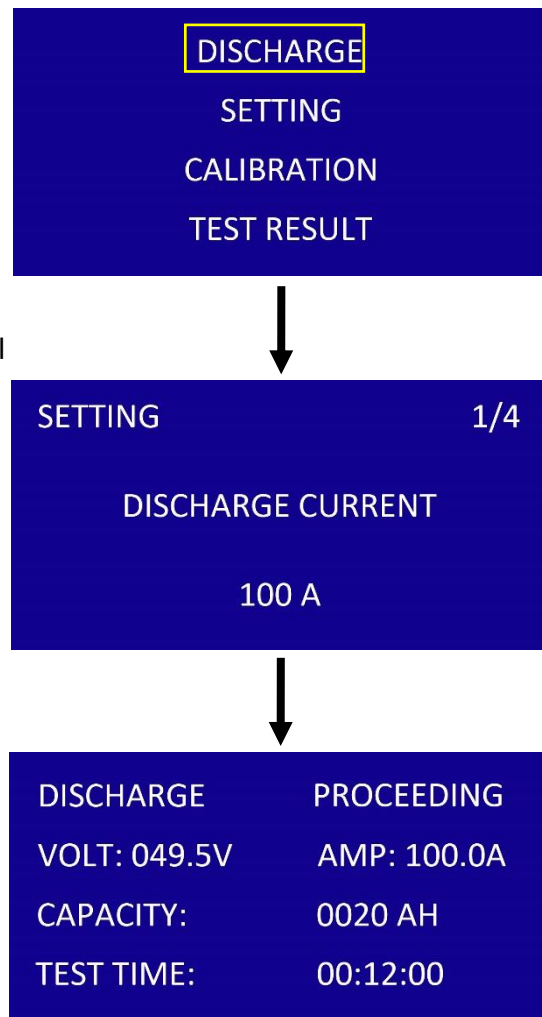 DISCHARGE
SETTING
CALIBRATION
TEST RESULT
SETTING 1/4
DISCHARGE CURRENT
100 A
DISCHARGE PROCEEDING
VOLT: 049.5V AMP: 100.0A
CAPACITY: 0020 AH
TEST TIME: 00:12:00